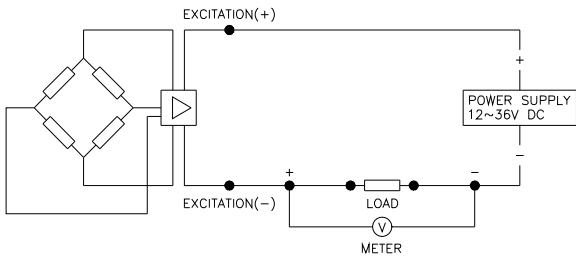 EXCITATION(+)
+
POWER SUPPLY
12~36V DC
−
+
−
EXCITATION(−)
LOAD
V
METER